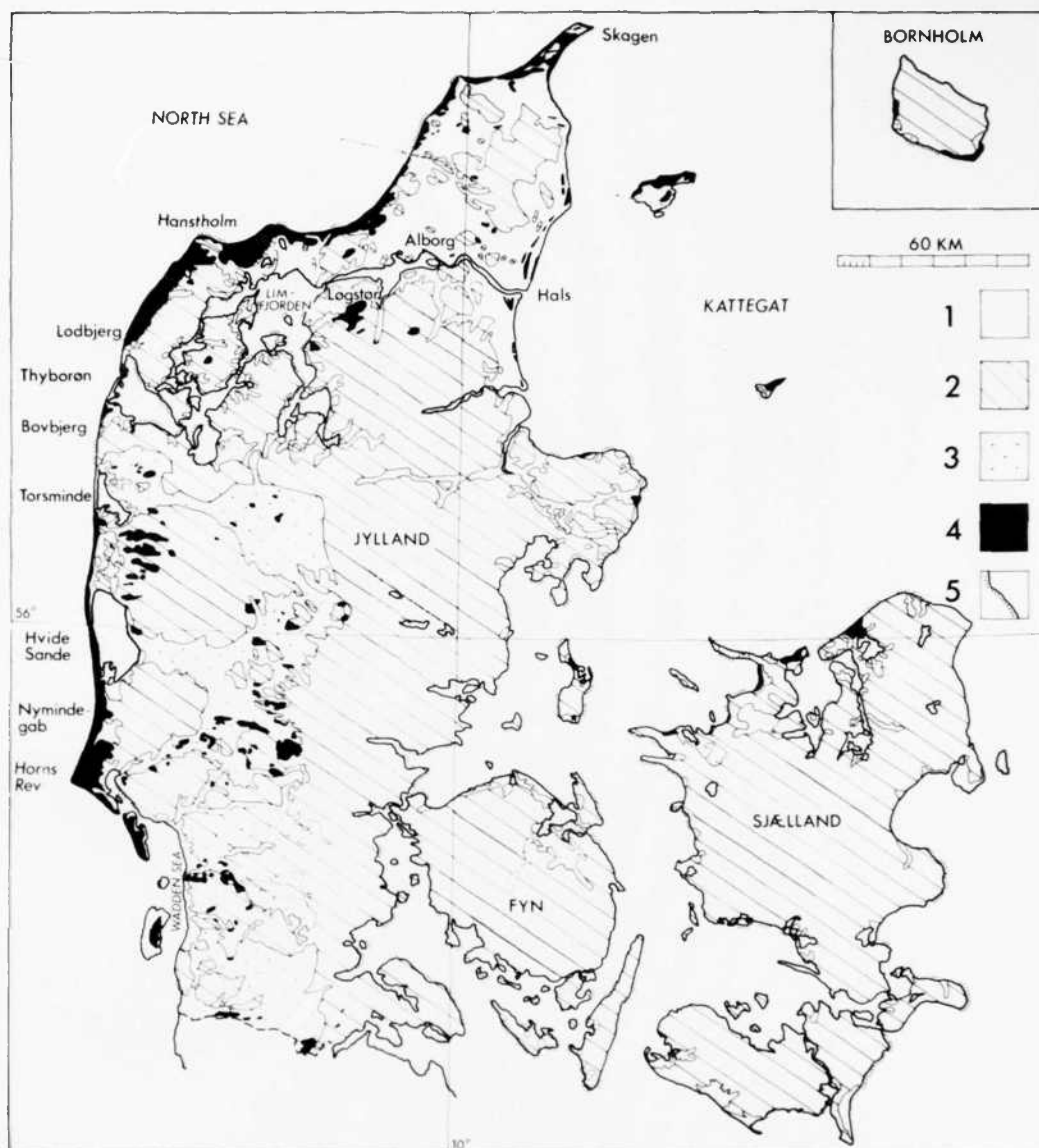 Skagen
BORNHOLM
NORTH SEA
Hanstholm
Alborg
60 KM
LIM-
FJORDEN
Løgstør
Hals
KATTEGAT
1
Lodbjerg
Thyborøn
2
Bovbjerg
3
Torsminde
4
JYLLAND
5
56°
Hvide
Sande
Nyminde-
gab
Horns
Rev
SJÆLLAND
WADDEN SEA
FYN
10°